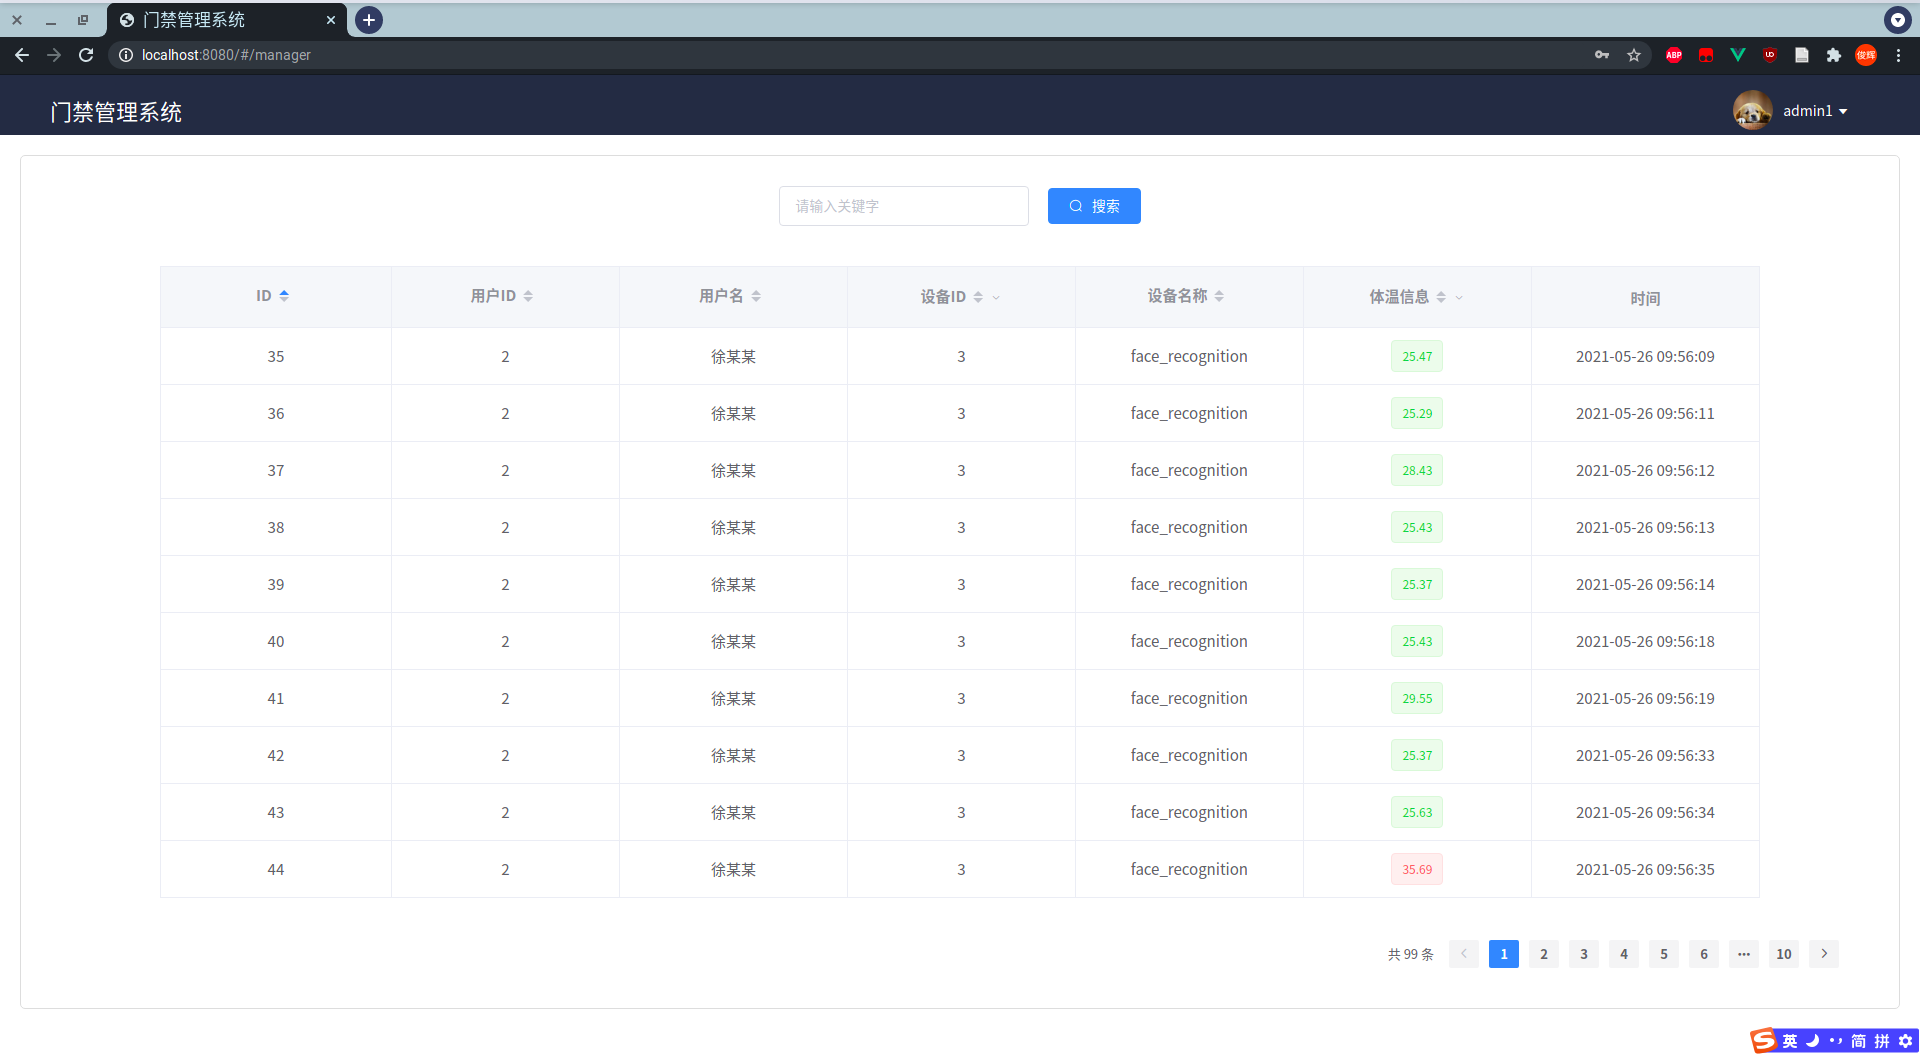 门禁管理系统
localhost:8080/#/manager
ABP
UD
俊辉
门禁管理系统
admin1
请输入关键字
搜索
ID 用户ID 用户名 设备ID 设备名称 体温信息 时间
35 2 徐某某 3 face_recognition 25.47 2021-05-26 09:56:09
36 2 徐某某 3 face_recognition 25.29 2021-05-26 09:56:11
37 2 徐某某 3 face_recognition 28.43 2021-05-26 09:56:12
38 2 徐某某 3 face_recognition 25.43 2021-05-26 09:56:13
39 2 徐某某 3 face_recognition 25.37 2021-05-26 09:56:14
40 2 徐某某 3 face_recognition 25.43 2021-05-26 09:56:18
41 2 徐某某 3 face_recognition 29.55 2021-05-26 09:56:19
42 2 徐某某 3 face_recognition 25.37 2021-05-26 09:56:33
43 2 徐某某 3 face_recognition 25.63 2021-05-26 09:56:34
44 2 徐某某 3 face_recognition 35.69 2021-05-26 09:56:35
共 99 条 1 2 3 4 5 6 ••• 10
S 英 简 拼